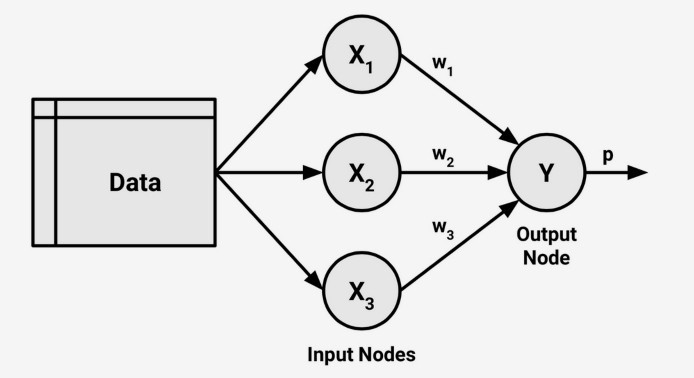 X1
w1
Data
X2
w2
Y
p
w3
Output
Node
X3
Input Nodes